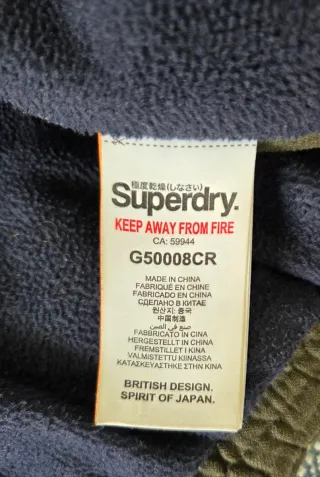 極度乾燥(しなさい)
Superdry.
KEEP AWAY FROM FIRE
CA: 59944
G50008CR
MADE IN CHINA
FABRIQUÉ EN CHINE
FABRICADO EN CHINA
СДЕЛАНО В КИТАЕ
원산지: 중국
中国制造
صنع في الصين
FABBRICATO IN CINA
HERGESTELLT IN CHINA
FREMSTILLET I KINA
VALMISTETTU KIINASSA
ΚΑΤΑΣΚΕΥΑΣΤΗΚΕ ΣΤΗΝ ΚΙΝΑ
BRITISH DESIGN.
SPIRIT OF JAPAN.